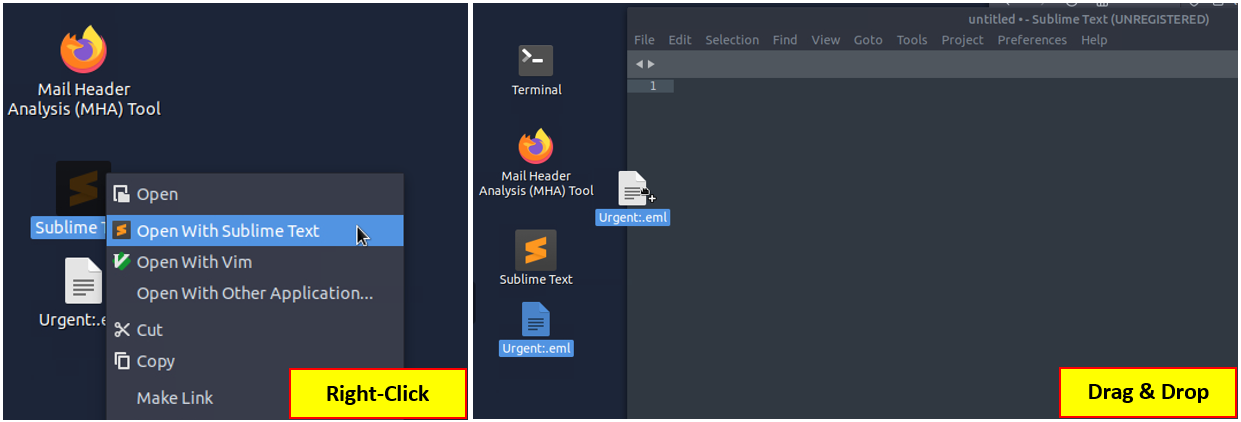 Mail Header
Analysis (MHA) Tool
Sublime T
Urgent:.e
Open
Open With Sublime Text
Open With Vim
Open With Other Application...
Cut
Copy
Make Link
Right-Click
Terminal
Mail Header
Analysis (MHA) Tool
Sublime Text
Urgent:.eml
Urgent:.eml
untitled • - Sublime Text (UNREGISTERED)
File Edit Selection Find View Goto Tools Project Preferences Help
1
Drag & Drop